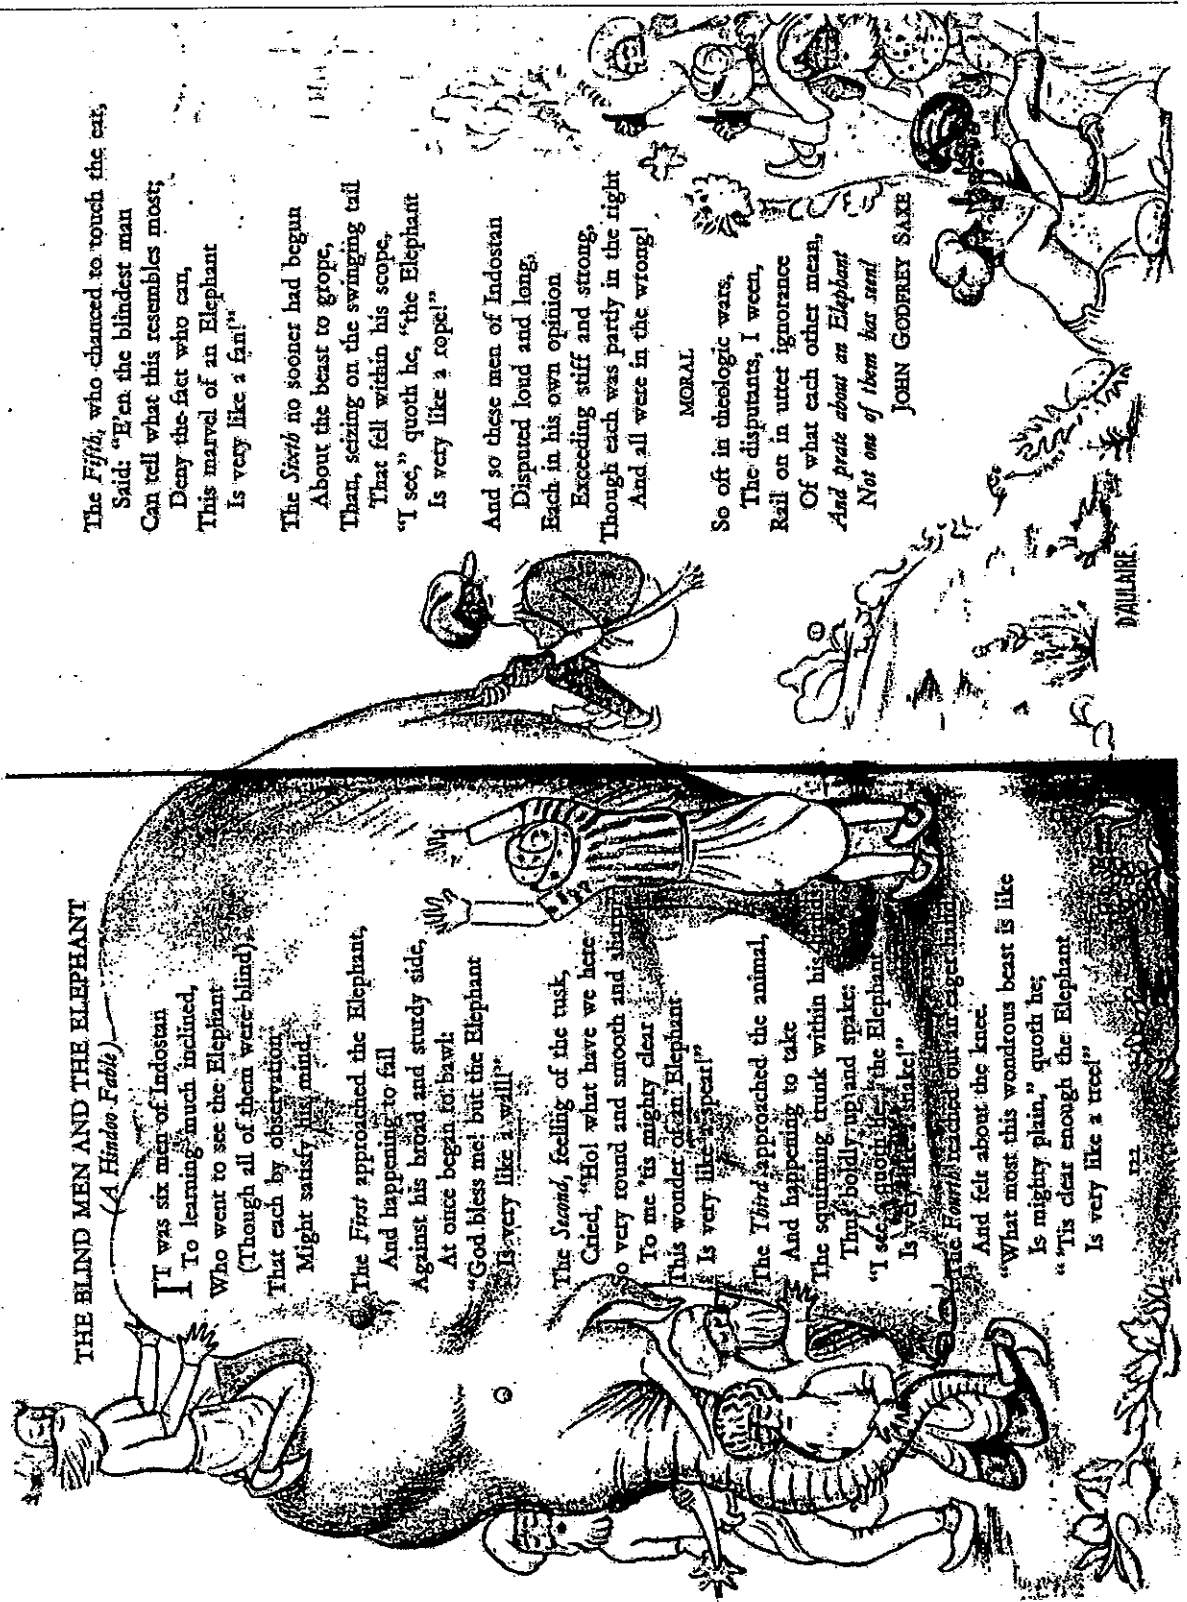 THE BLIND MEN AND THE ELEPHANT
(A Hindoo Fable)
IT was six men of Indostan
To learning much inclined,
Who went to see the Elephant
(Though all of them were blind),
That each by observation
Might satisfy his mind.
The First approached the Elephant,
And happening to fall
Against his broad and sturdy side,
At once began to bawl:
"God bless me! but the Elephant
Is very like a wall!"
The Second, feeling of the tusk,
Cried, "Ho! what have we here
So very round and smooth and sharp
To me 'tis mighty clear
This wonder of an Elephant
Is very like a spear!"
The Third approached the animal,
And happening to take
The squirming trunk within his hands
Thus boldly up and spake:
"I see," quoth he, "the Elephant
Is very like a snake!"
The Fourth reached out an eager hand,
And felt about the knee.
"What most this wondrous beast is like
Is mighty plain," quoth he;
"'Tis clear enough the Elephant
Is very like a tree!"
The Fifth, who chanced to touch the ear,
Said: "E'en the blindest man
Can tell what this resembles most;
Deny the fact who can,
This marvel of an Elephant
Is very like a fan!"
The Sixth no sooner had begun
About the beast to grope,
Than, seizing on the swinging tail
That fell within his scope,
"I see," quoth he, "the Elephant
Is very like a rope!"
And so these men of Indostan
Disputed loud and long,
Each in his own opinion
Exceeding stiff and strong,
Though each was partly in the right
And all were in the wrong!
MORAL
So oft in theologic wars,
The disputants, I ween,
Rail on in utter ignorance
Of what each other mean,
And prate about an Elephant
Not one of them has seen!
JOHN GODFREY SAXE
D'AULAIRE